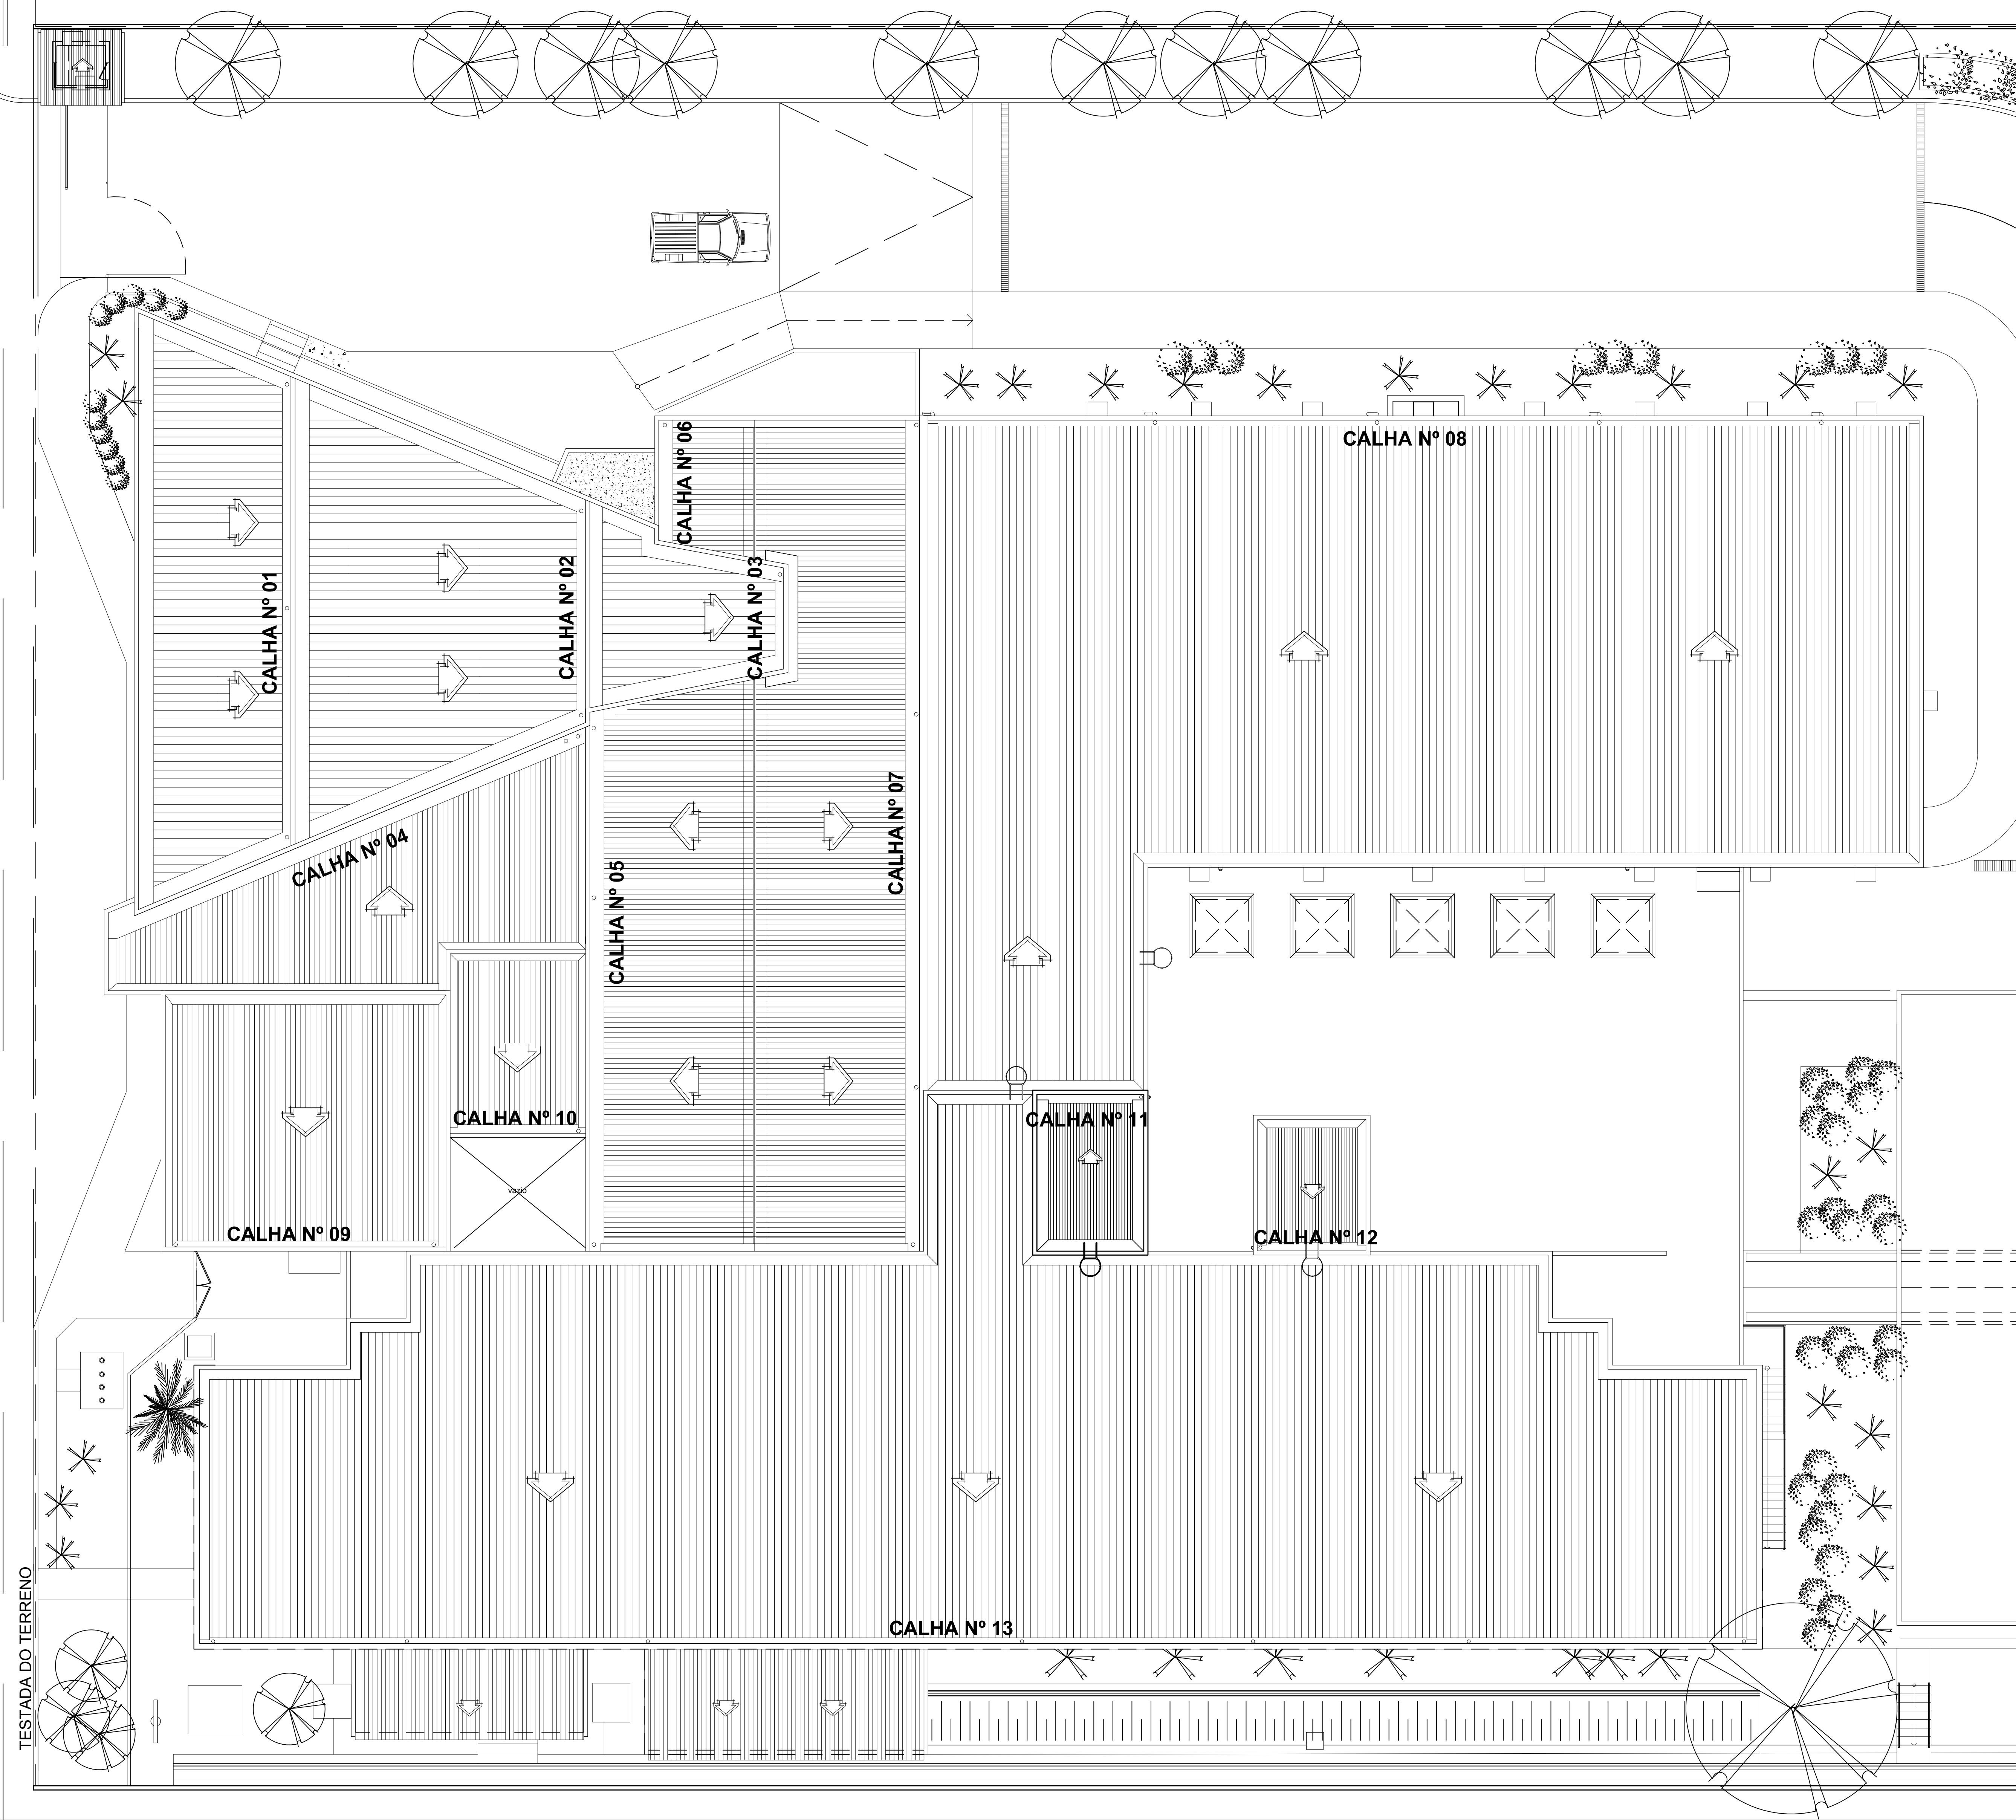 CALHA Nº 08
CALHA Nº 06
CALHA Nº 01
CALHA Nº 02
CALHA Nº 03
CALHA Nº 07
CALHA Nº 04
CALHA Nº 05
CALHA Nº 10
CALHA Nº 11
vazio
CALHA Nº 09
CALHA Nº 12
CALHA Nº 13
TESTADA DO TERRENO